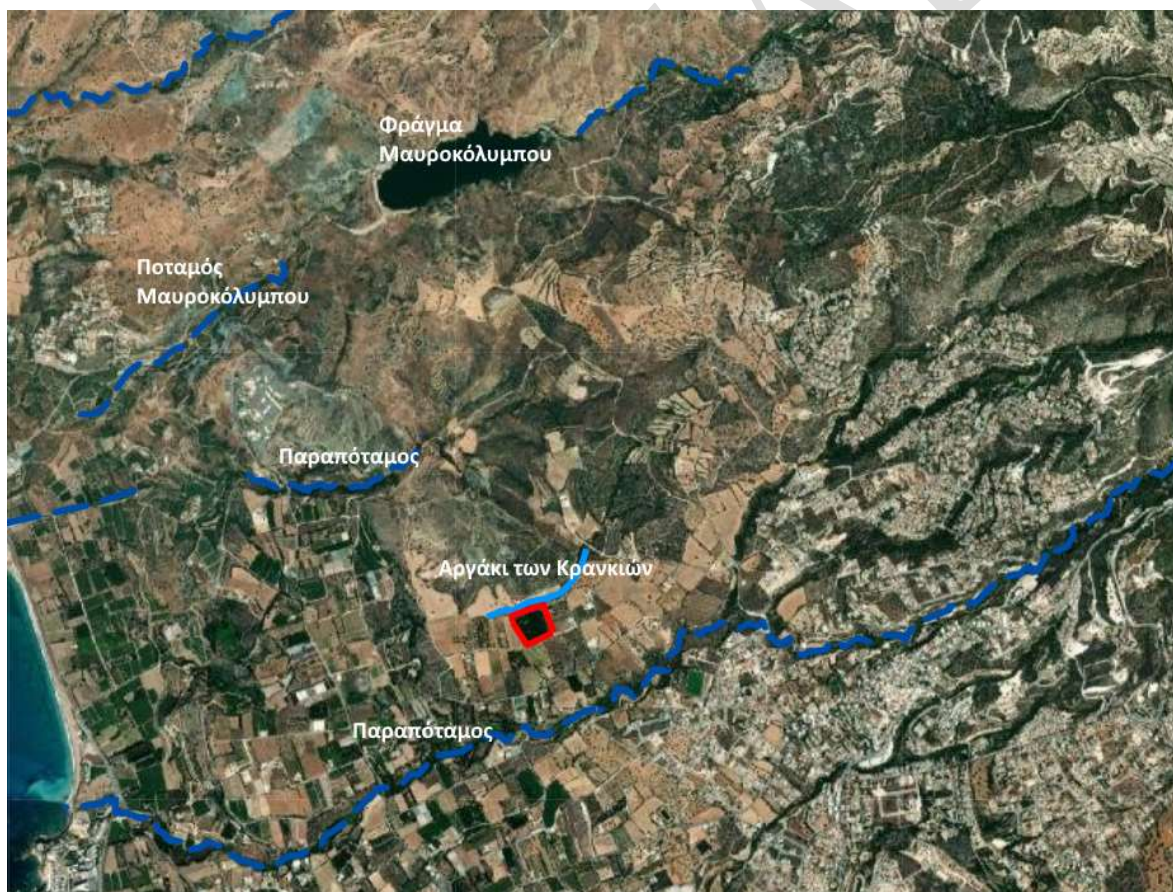 Φράγμα
Μαυροκόλυμπου
Ποταμός
Μαυροκόλυμπου
Παραπόταμος
Αργάκι των Κρανκιών
Παραπόταμος